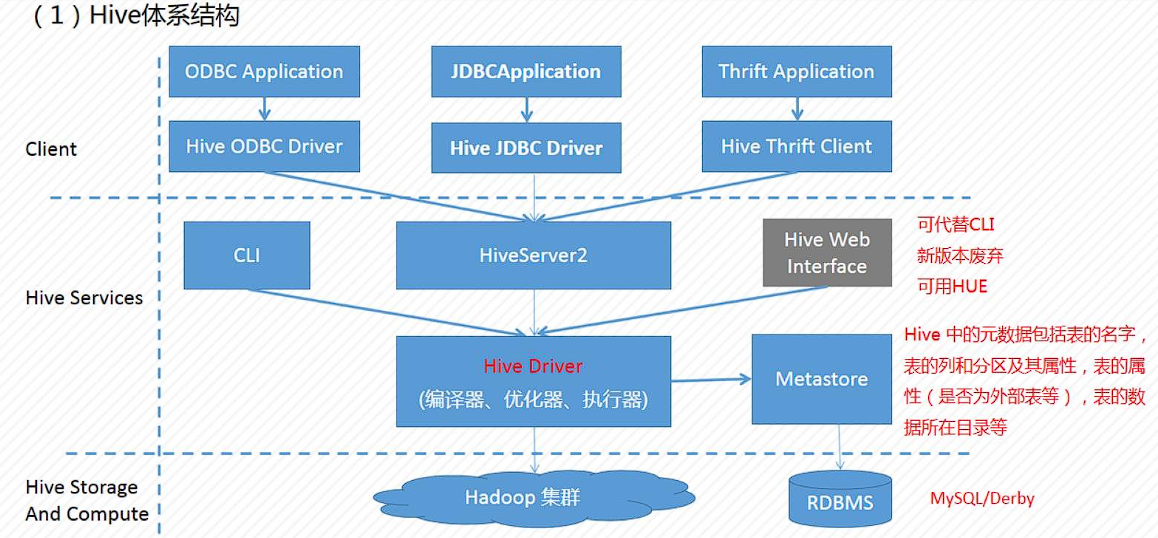 （1）Hive体系结构
ODBC Application
JDBCApplication
Thrift Application
Client
Hive ODBC Driver
Hive JDBC Driver
Hive Thrift Client
CLI
HiveServer2
Hive Web
Interface
可代替CLI
新版本废弃
可用HUE
Hive Services
Hive Driver
(编译器、优化器、执行器)
Metastore
Hive 中的元数据包括表的名字，
表的列和分区及其属性，表的属
性（是否为外部表等），表的数
据所在目录等
Hive Storage
And Compute
Hadoop 集群
RDBMS
MySQL/Derby